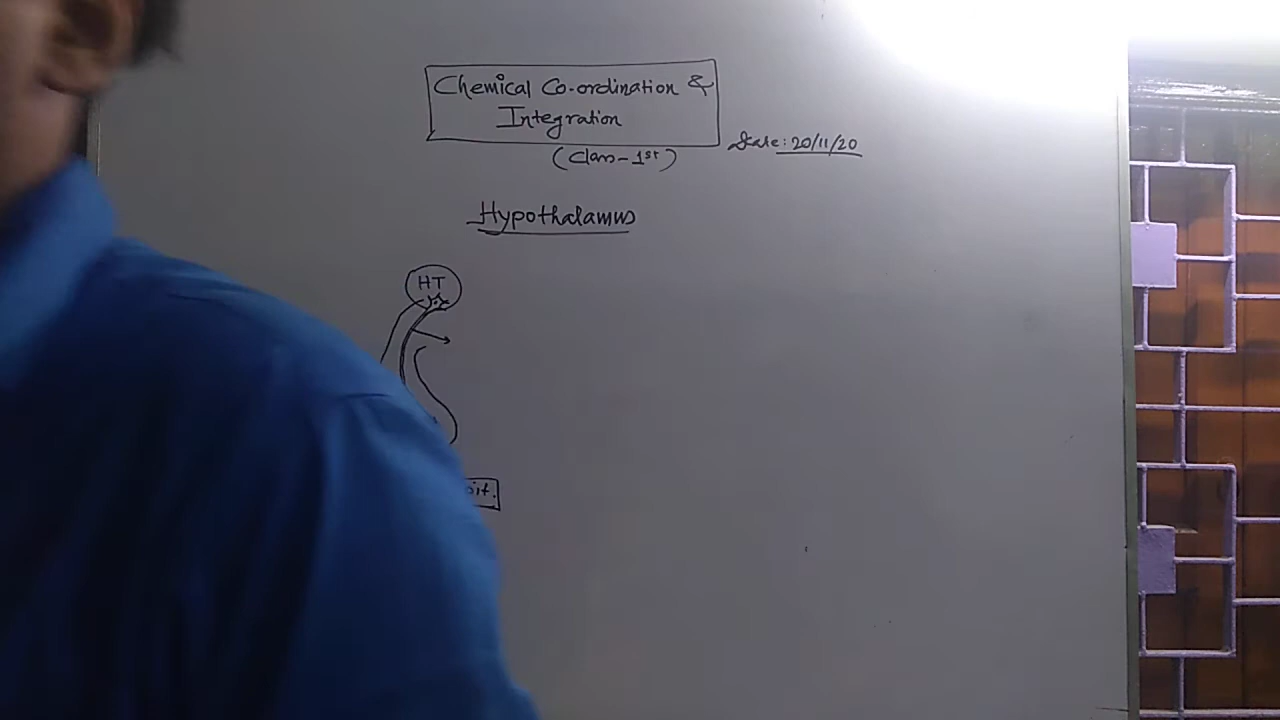 Chemical Co-ordination &
Integration
(Class-1st)
Date: 20/11/20
Hypothalamus
HT